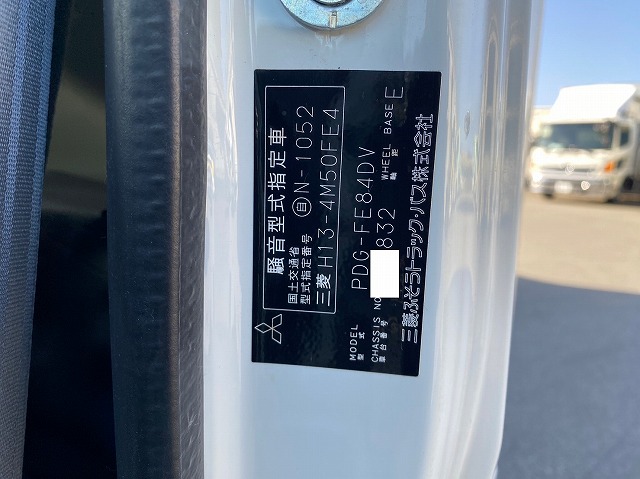 騒音型式指定車
国土交通省
型式指定番号 自N-1052
三菱 H13-4M50FE4
MODEL
型式
PDG-FE84DV
CHASSIS NO.
車台番号
832
WHEEL BASE
軸距
E
三菱ふそうトラック・バス株式会社